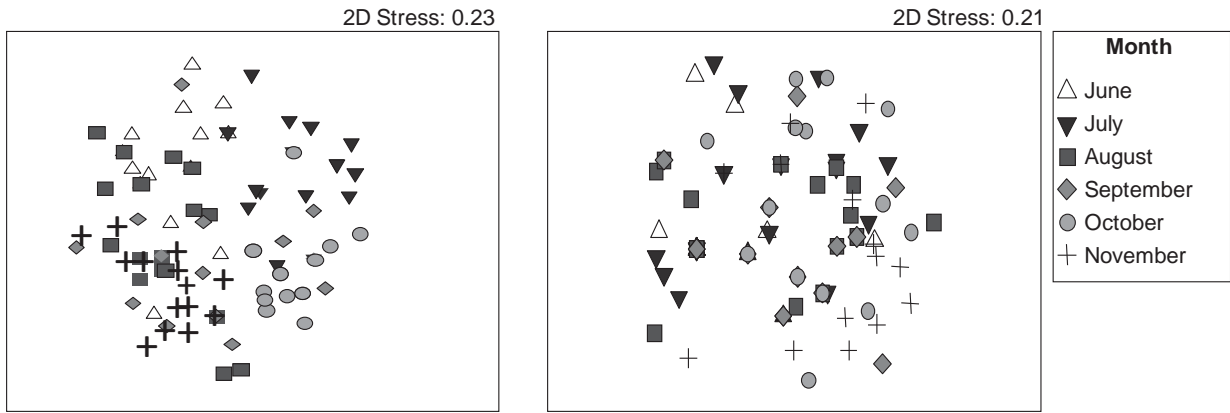 2D Stress: 0.23
2D Stress: 0.21
Month
June
July
August
September
October
November